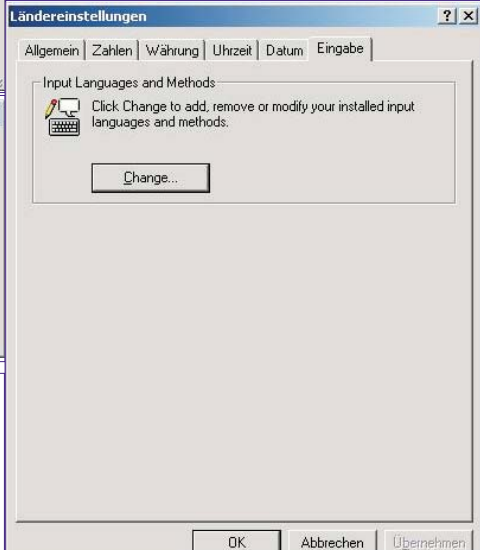 Ländereinstellungen
Allgemein Zahlen Währung Uhrzeit Datum Eingabe
Input Languages and Methods
Click Change to add, remove or modify your installed input
languages and methods.
Change...
OK Abbrechen Übernehmen